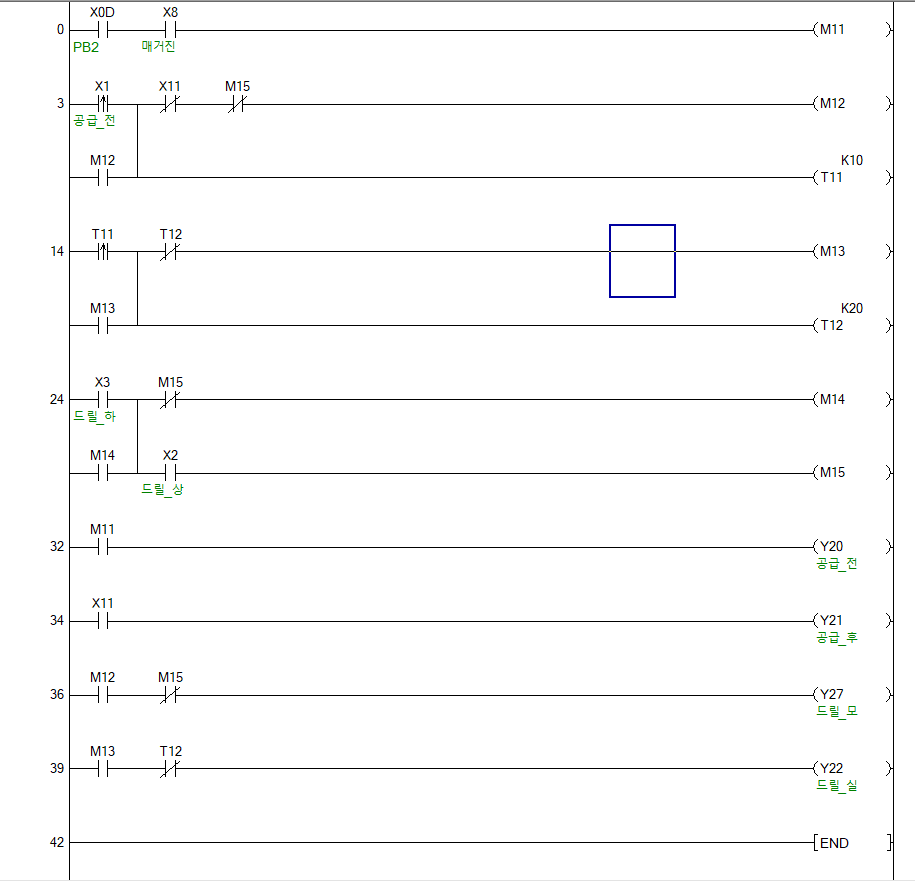 X0D X8
0 M11
PB2 매거진
X1 X11 M15
3 M12
공급_전
M12 K10
T11
T11 T12
14 M13
M13 K20
T12
X3 M15
24 M14
드릴_하
M14 X2
M15
드릴_상
M11
32 Y20
공급_전
X11
34 Y21
공급_후
M12 M15
36 Y27
드릴_모
M13 T12
39 Y22
드릴_실
42 END